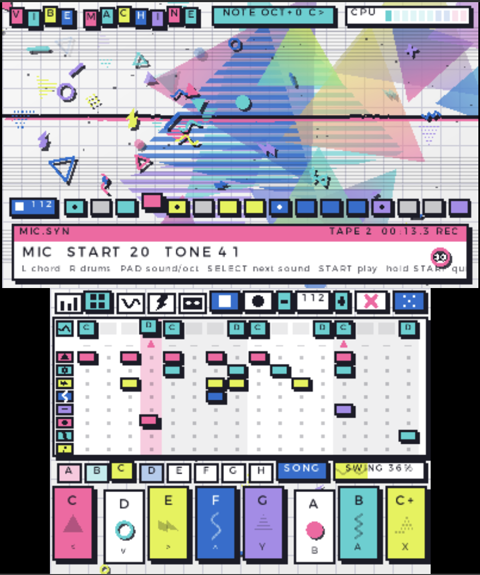 VIBE MACHINE NOTE OCT+0 C> CPU
112
MIC.SYN TAPE 2 00:13.3 REC
MIC START 20 TONE 41
L chord R drums PAD sound/oct SELECT next sound START play hold START qui
112
C D C D C D C D
A B C D E F G H SONG SWING 36%
C D E F G A B C+
< v > ^ Y B A X